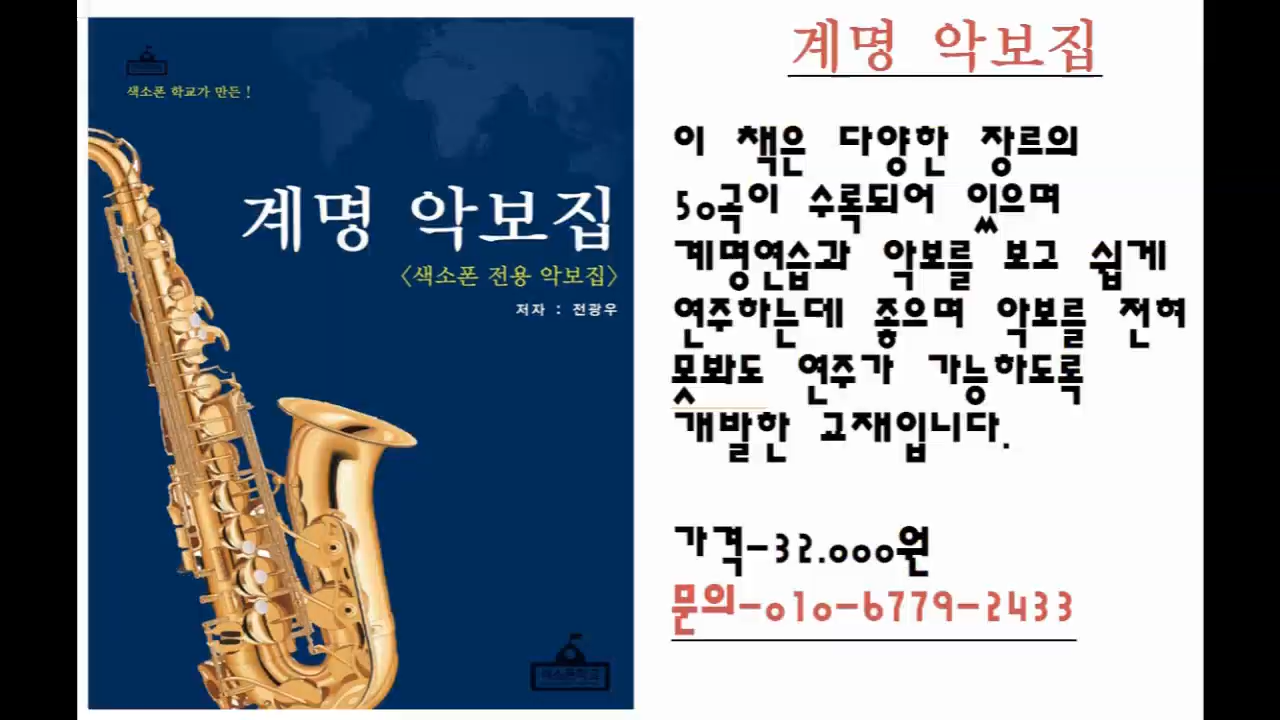 색소폰 학교가 만든 !
계명 악보집
<색소폰 전용 악보집>
저자 : 전광우
색소폰학교
계명 악보집
이 책은 다양한 장르의
50곡이 수록되어 있으며
계명연습과 악보를 보고 쉽게
연주하는데 좋으며 악보를 전혀
못봐도 연주가 가능하도록
개발한 교재입니다.
가격-32.000원
문의-010-6779-2433